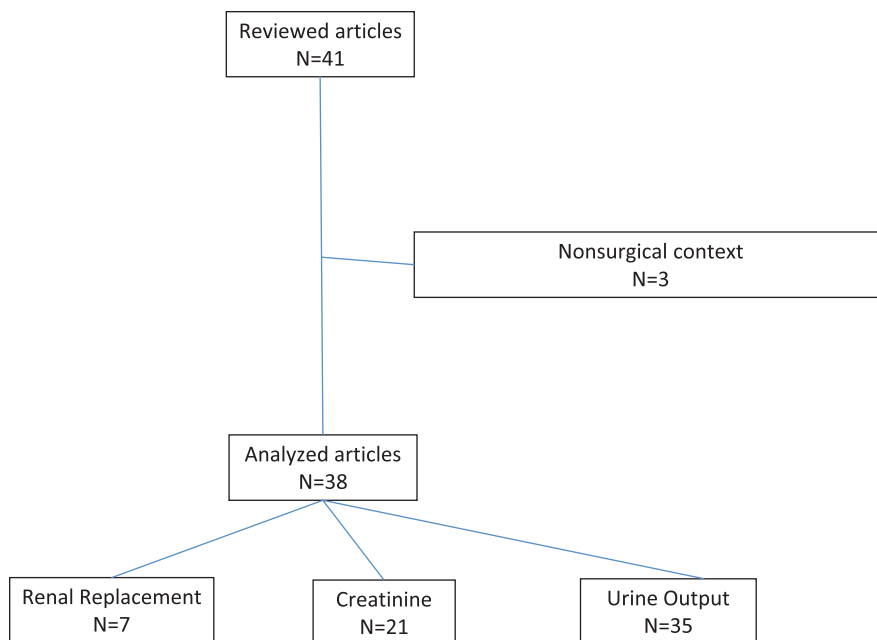 Reviewed articles
N=41
Nonsurgical context
N=3
Analyzed articles
N=38
Renal Replacement
N=7
Creatinine
N=21
Urine Output
N=35